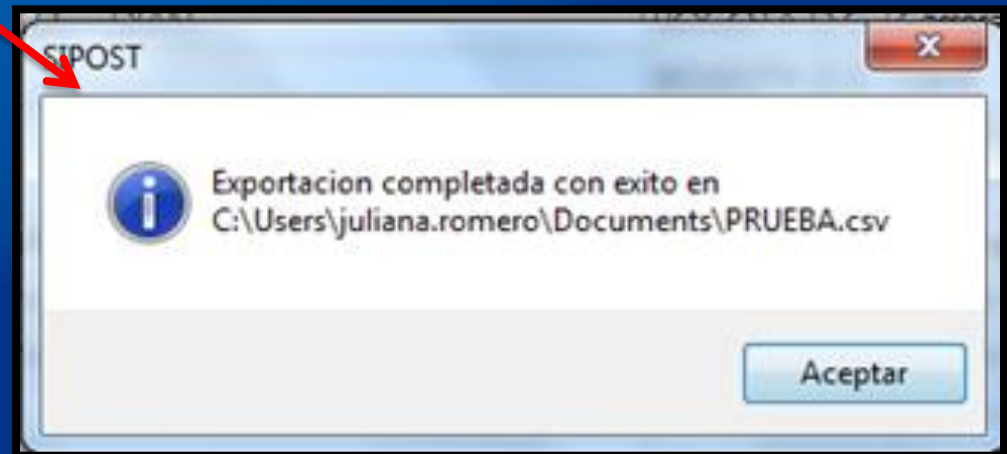 SIPOST
Exportacion completada con exito en
C:\Users\juliana.romero\Documents\PRUEBA.csv
Aceptar